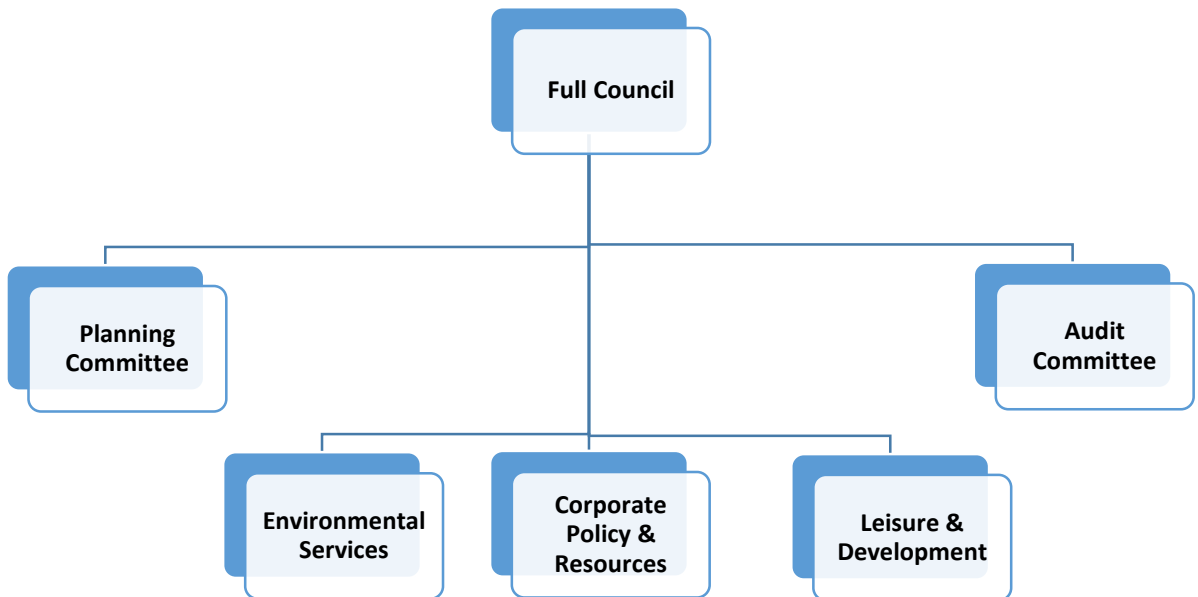 Full Council
Planning
Committee
Audit
Committee
Environmental
Services
Corporate
Policy &
Resources
Leisure &
Development